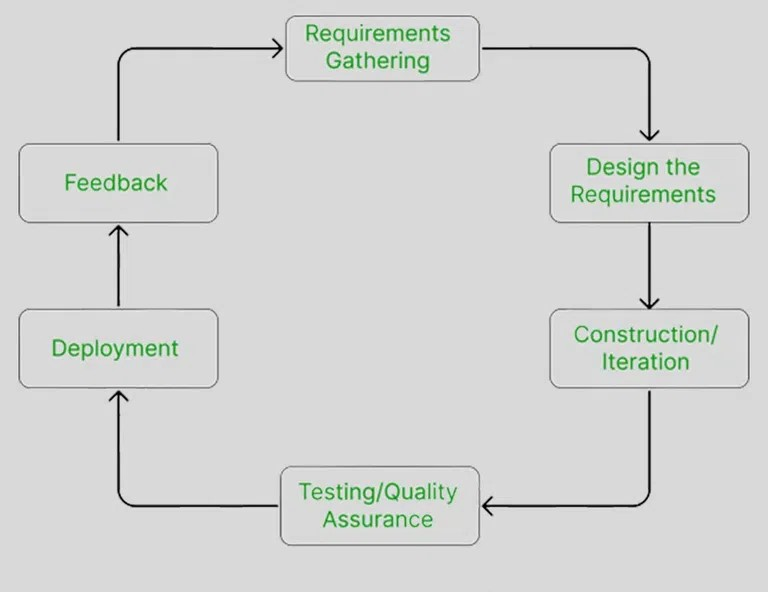 Requirements
Gathering
Design the
Requirements
Construction/
Iteration
Testing/Quality
Assurance
Deployment
Feedback